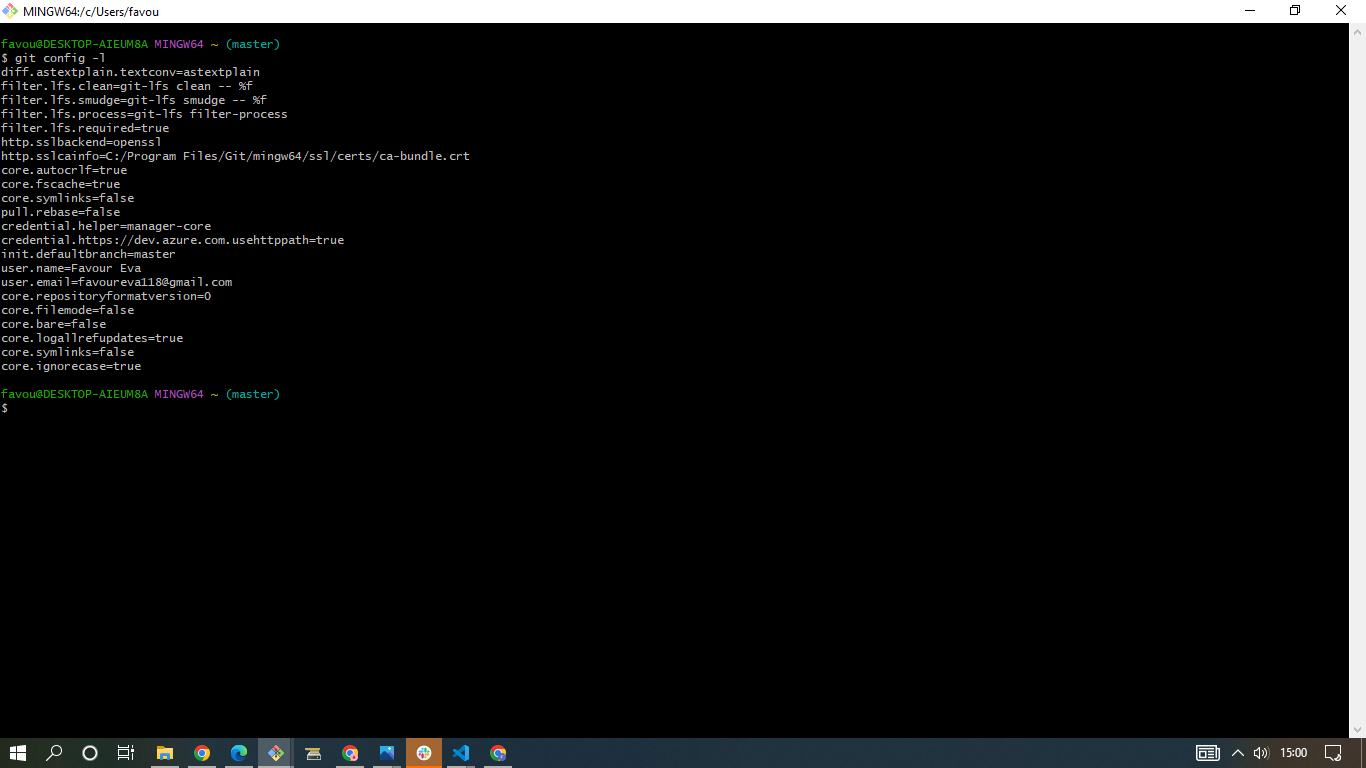 MINGW64:/c/Users/favou
favou@DESKTOP-AIEUM8A MINGW64 ~ (master)
$ git config -l
diff.astextplain.textconv=astextplain
filter.lfs.clean=git-lfs clean -- %f
filter.lfs.smudge=git-lfs smudge -- %f
filter.lfs.process=git-lfs filter-process
filter.lfs.required=true
http.sslbackend=openssl
http.sslcainfo=C:/Program Files/Git/mingw64/ssl/certs/ca-bundle.crt
core.autocrlf=true
core.fscache=true
core.symlinks=false
pull.rebase=false
credential.helper=manager-core
credential.https://dev.azure.com.usehttppath=true
init.defaultbranch=master
user.name=Favour Eva
user.email=favoureva118@gmail.com
core.repositoryformatversion=0
core.filemode=false
core.bare=false
core.logallrefupdates=true
core.symlinks=false
core.ignorecase=true
favou@DESKTOP-AIEUM8A MINGW64 ~ (master)
$
15:00